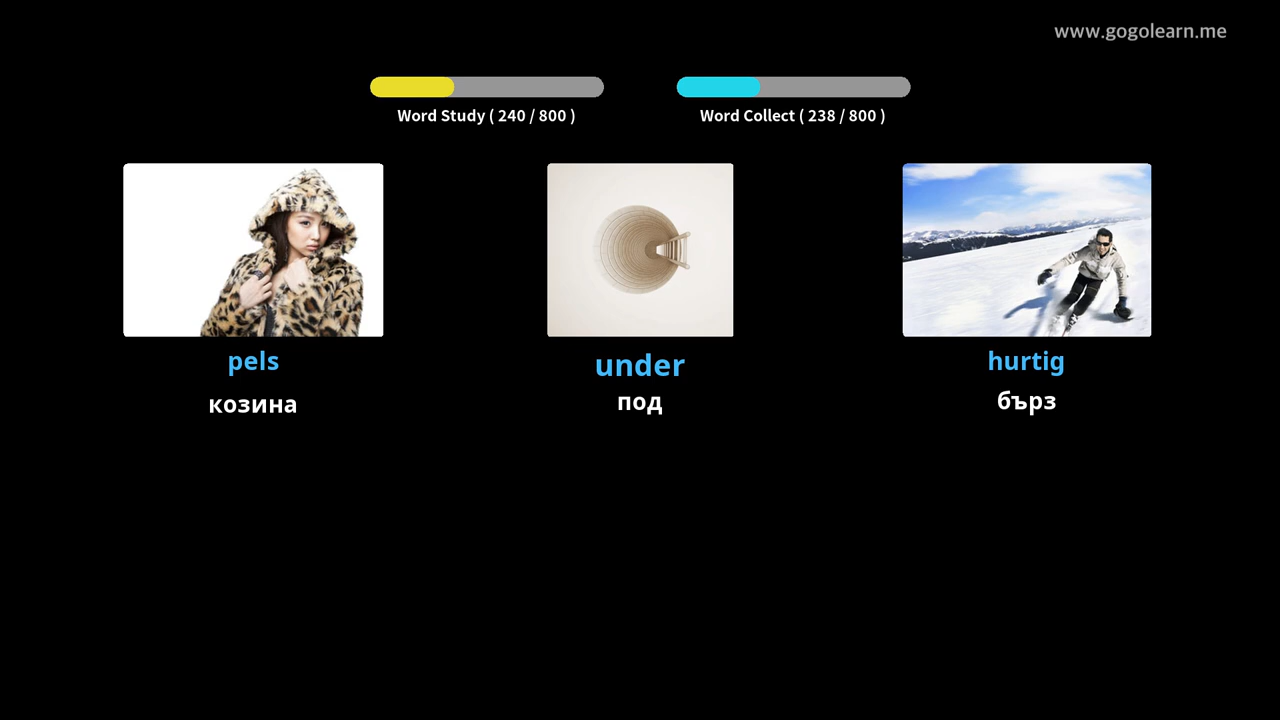 www.gogolearn.me
Word Study ( 240 / 800 )
Word Collect ( 238 / 800 )
pels
under
hurtig
козина
под
бърз